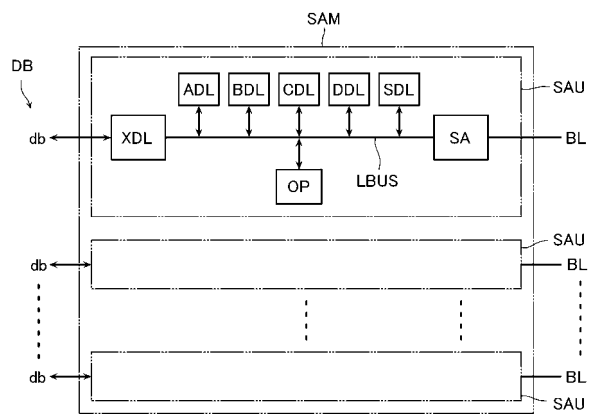 SAM
DB
ADL BDL CDL DDL SDL
SAU
db XDL SA BL
LBUS
OP
SAU
db BL
db BL
SAU